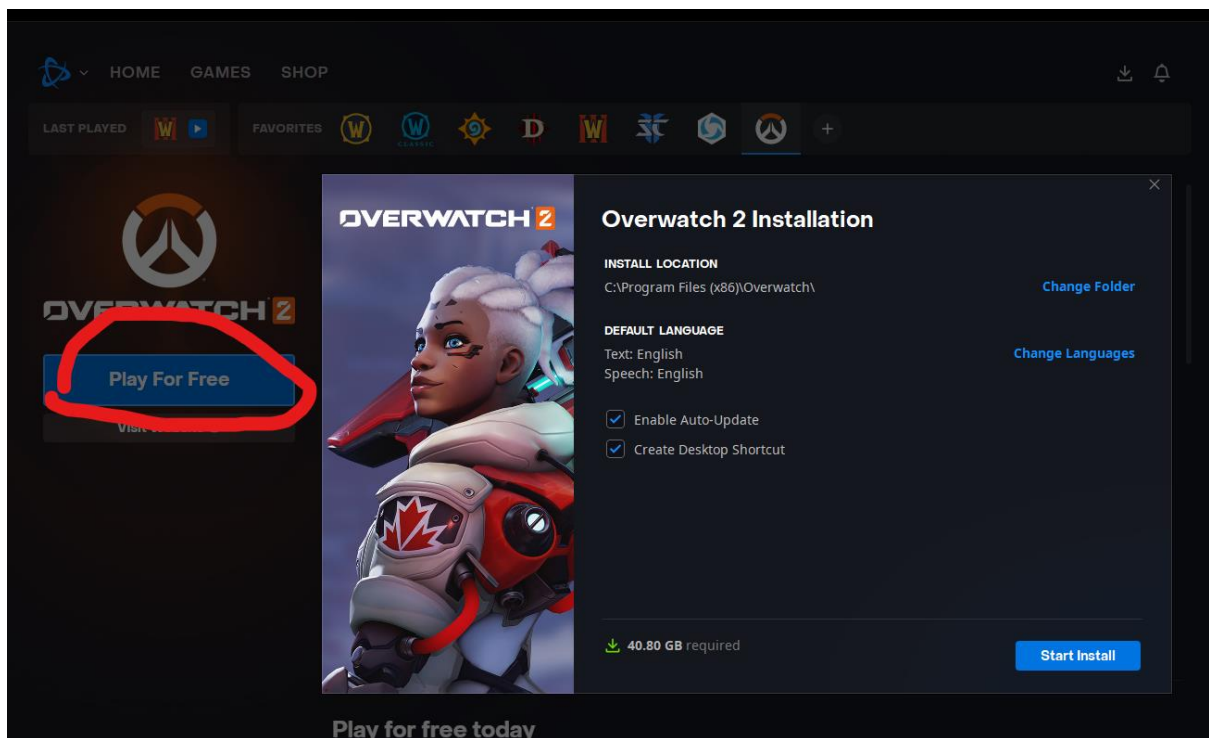 HOME GAMES SHOP
LAST PLAYED FAVORITES
CLASSIC
OVERWATCH 2
Play For Free
Visit
OVERWATCH 2
Overwatch 2 Installation
INSTALL LOCATION
C:\Program Files (x86)\Overwatch\ Change Folder
DEFAULT LANGUAGE
Text: English Change Languages
Speech: English
Enable Auto-Update
Create Desktop Shortcut
40.80 GB required
Start Install
Play for free today